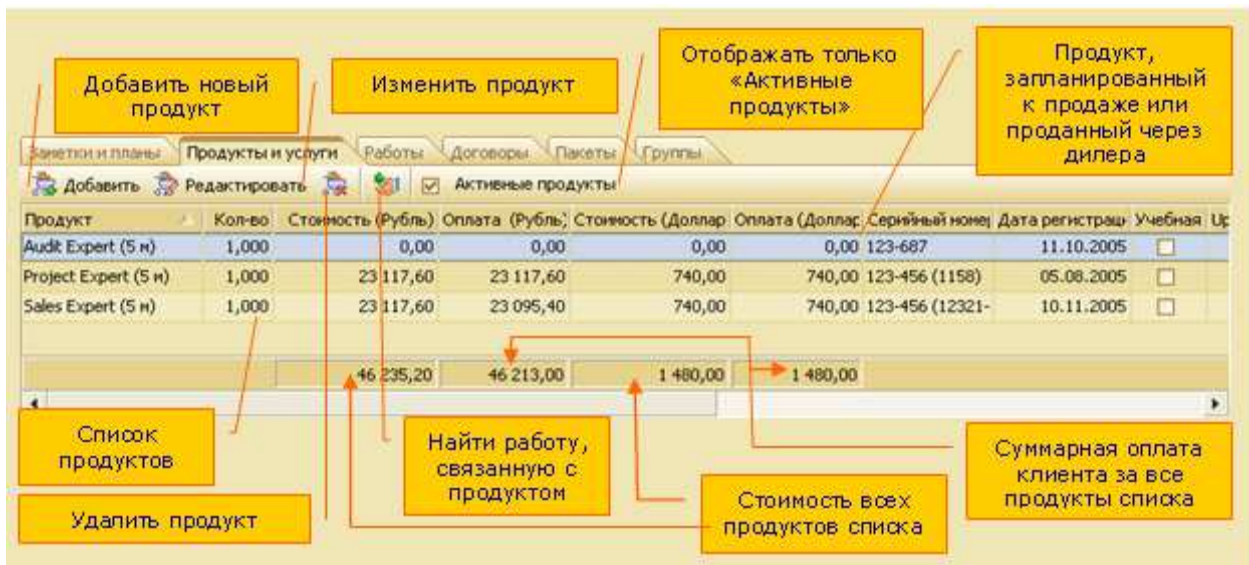 Добавить новый
продукт
Изменить продукт
Отображать только
«Активные
продукты»
Продукт,
запланированный
к продаже или
проданный через
дилера
Заметки и планы Продукты и услуги Работы Договоры Пакеты Группы
Добавить Редактировать Активные продукты
Продукт Кол-во Стоимость (Рубль) Оплата (Рубль) Стоимость (Доллар Оплата (Доллар Серийный номер Дата регистрац Учебная Up
Audit Expert (5 м) 1,000 0,00 0,00 0,00 0,00 123-687 11.10.2005
Project Expert (5 м) 1,000 23 117,60 23 117,60 740,00 740,00 123-456 (1158) 05.08.2005
Sales Expert (5 м) 1,000 23 117,60 23 095,40 740,00 740,00 123-456 (12321- 10.11.2005
46 235,20 46 213,00 1 480,00 1 480,00
Список
продуктов
Удалить продукт
Найти работу,
связанную с
продуктом
Стоимость всех
продуктов списка
Суммарная оплата
клиента за все
продукты списка